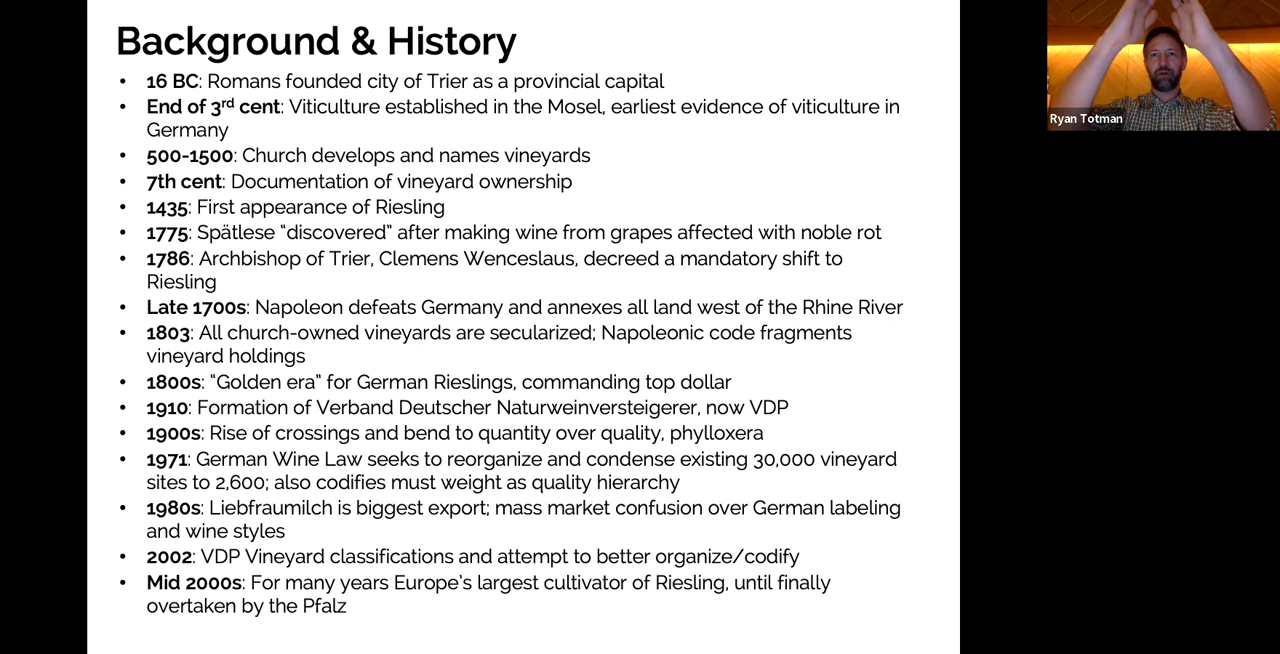 Background & History
• 16 BC: Romans founded city of Trier as a provincial capital
• End of 3rd cent: Viticulture established in the Mosel, earliest evidence of viticulture in
Germany
• 500-1500: Church develops and names vineyards
• 7th cent: Documentation of vineyard ownership
• 1435: First appearance of Riesling
• 1775: Spätlese “discovered” after making wine from grapes affected with noble rot
• 1786: Archbishop of Trier, Clemens Wenceslaus, decreed a mandatory shift to
Riesling
• Late 1700s: Napoleon defeats Germany and annexes all land west of the Rhine River
• 1803: All church-owned vineyards are secularized; Napoleonic code fragments
vineyard holdings
• 1800s: “Golden era” for German Rieslings, commanding top dollar
• 1910: Formation of Verband Deutscher Naturweinversteigerer, now VDP
• 1900s: Rise of crossings and bend to quantity over quality, phylloxera
• 1971: German Wine Law seeks to reorganize and condense existing 30,000 vineyard
sites to 2,600; also codifies must weight as quality hierarchy
• 1980s: Liebfraumilch is biggest export; mass market confusion over German labeling
and wine styles
• 2002: VDP Vineyard classifications and attempt to better organize/codify
• Mid 2000s: For many years Europe's largest cultivator of Riesling, until finally
overtaken by the Pfalz
Ryan Totman